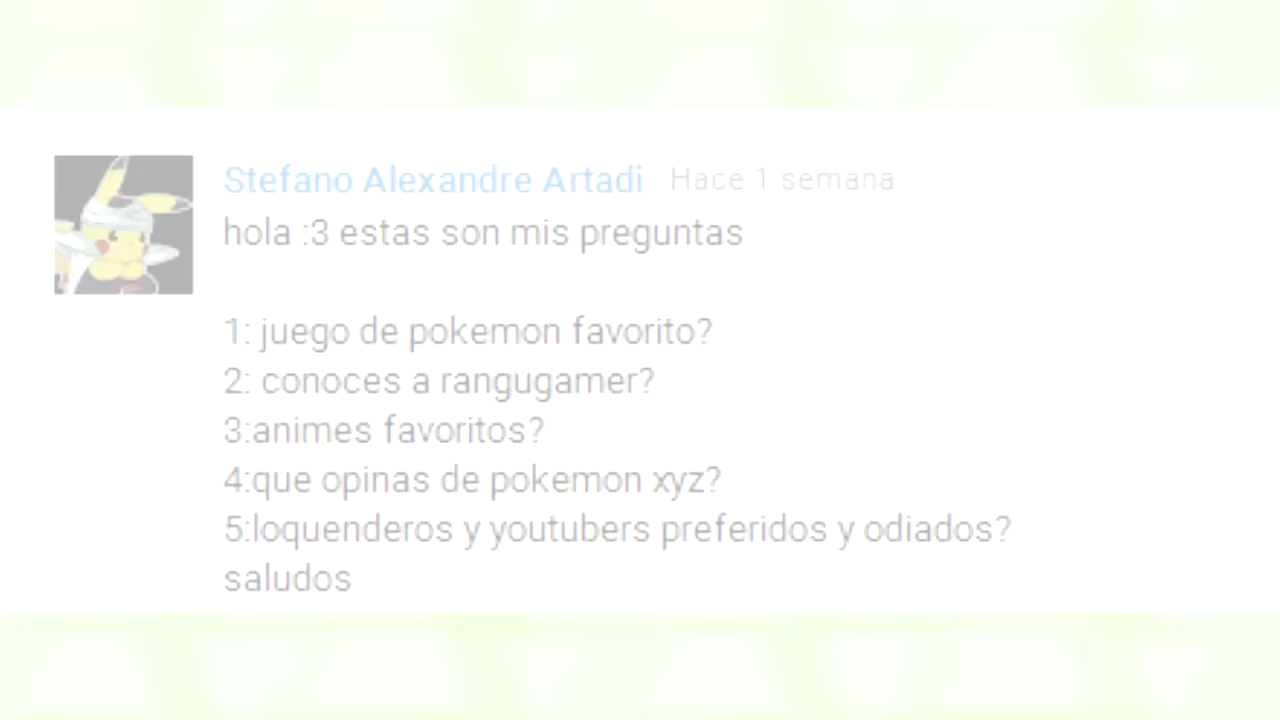 Stefano Alexandre Artadi Hace 1 semana
hola :3 estas son mis preguntas
1: juego de pokemon favorito?
2: conoces a rangugamer?
3:animes favoritos?
4:que opinas de pokemon xyz?
5:loquenderos y youtubers preferidos y odiados?
saludos